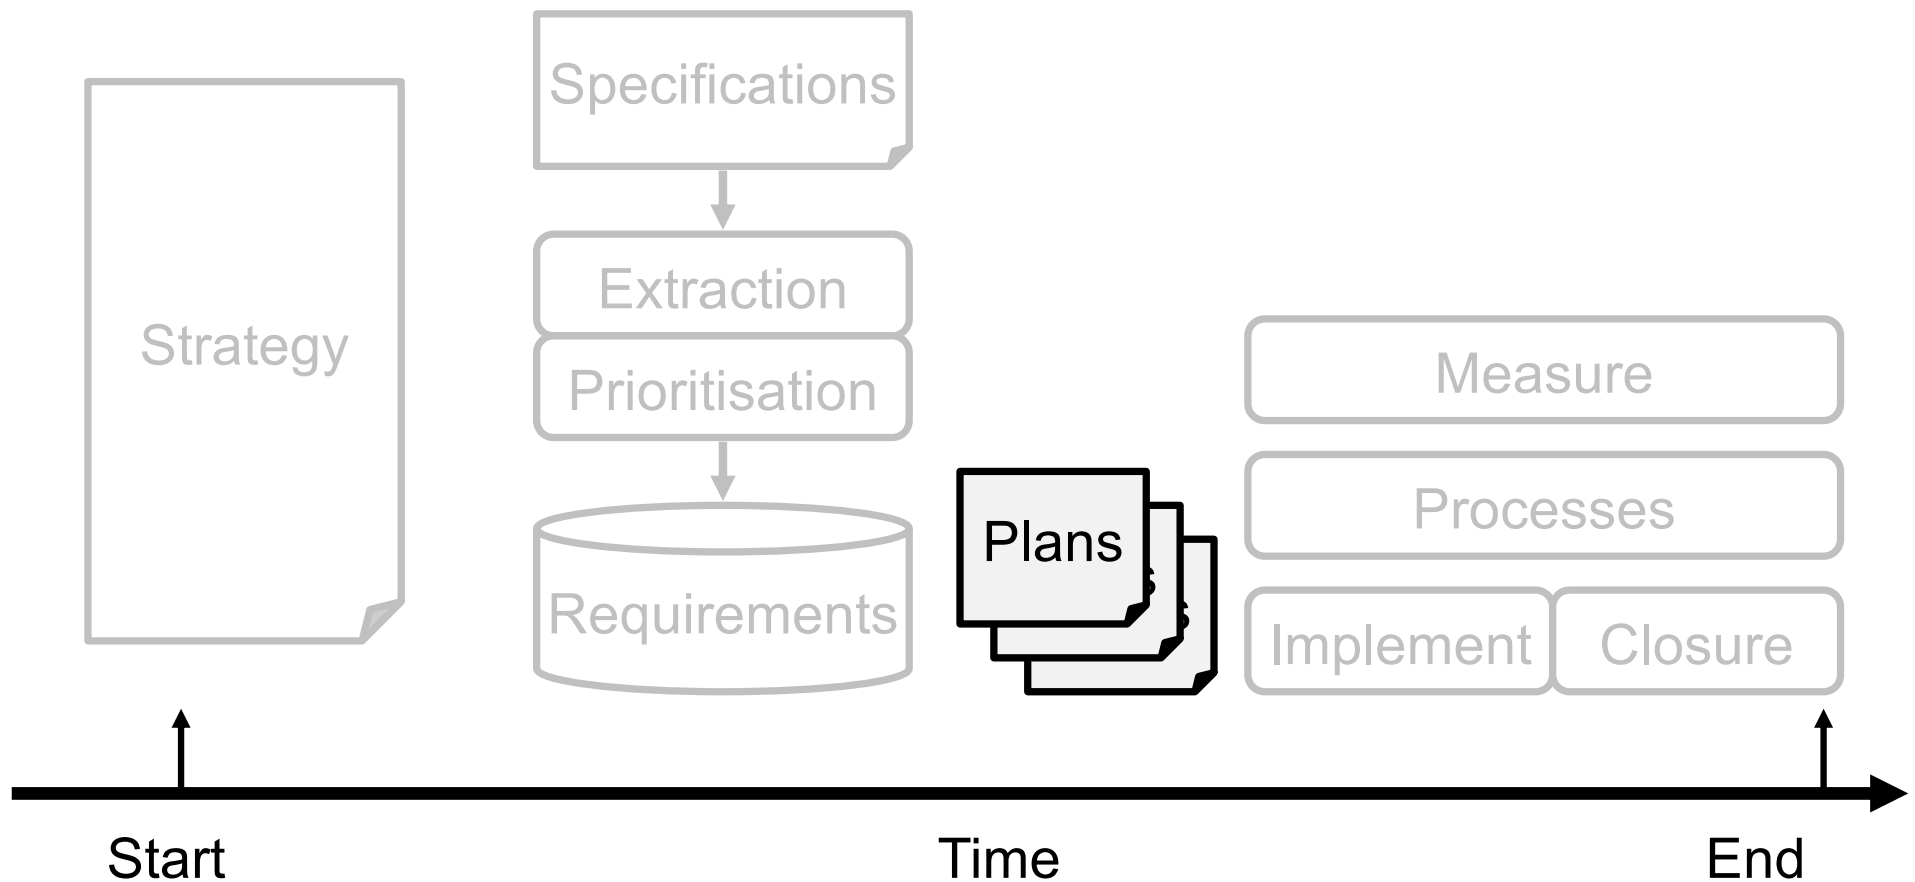 Specifications
Strategy
Extraction
Prioritisation
Requirements
Plans
s
s
Measure
Processes
Implement
Closure
Start
Time
End